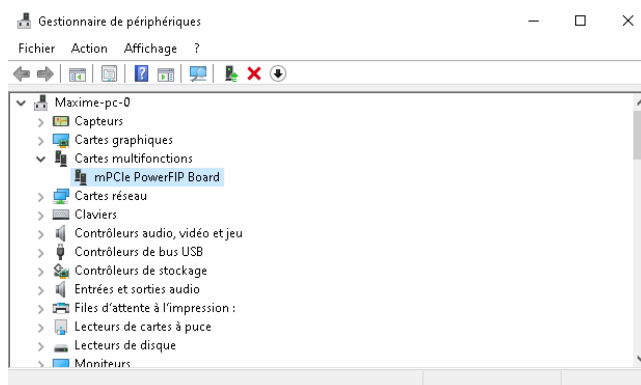 Gestionnaire de périphériques
Fichier Action Affichage ?
Maxime-pc-0
Capteurs
Cartes graphiques
Cartes multifonctions
mPCIe PowerFIP Board
Cartes réseau
Claviers
Contrôleurs audio, vidéo et jeu
Contrôleurs de bus USB
Contrôleurs de stockage
Entrées et sorties audio
Files d'attente à l'impression :
Lecteurs de cartes à puce
Lecteurs de disque
Moniteurs